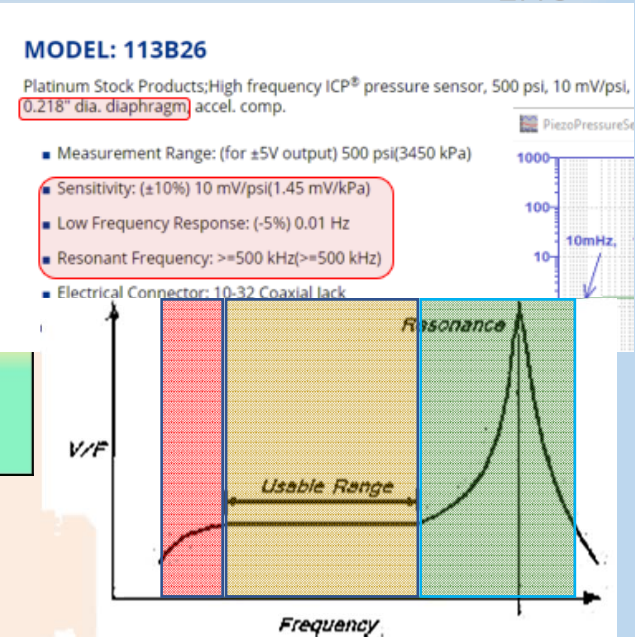 MODEL: 113B26
Platinum Stock Products;High frequency ICP® pressure sensor, 500 psi, 10 mV/psi,
0.218" dia. diaphragm, accel. comp.
PiezoPressureSe
▪ Measurement Range: (for ±5V output) 500 psi(3450 kPa)
▪ Sensitivity: (±10%) 10 mV/psi(1.45 mV/kPa)
▪ Low Frequency Response: (-5%) 0.01 Hz
▪ Resonant Frequency: >=500 kHz(>=500 kHz)
▪ Electrical Connector: 10-32 Coaxial Jack
1000
100
10mHz,
10
Resonance
V/F
Usable Range
Frequency